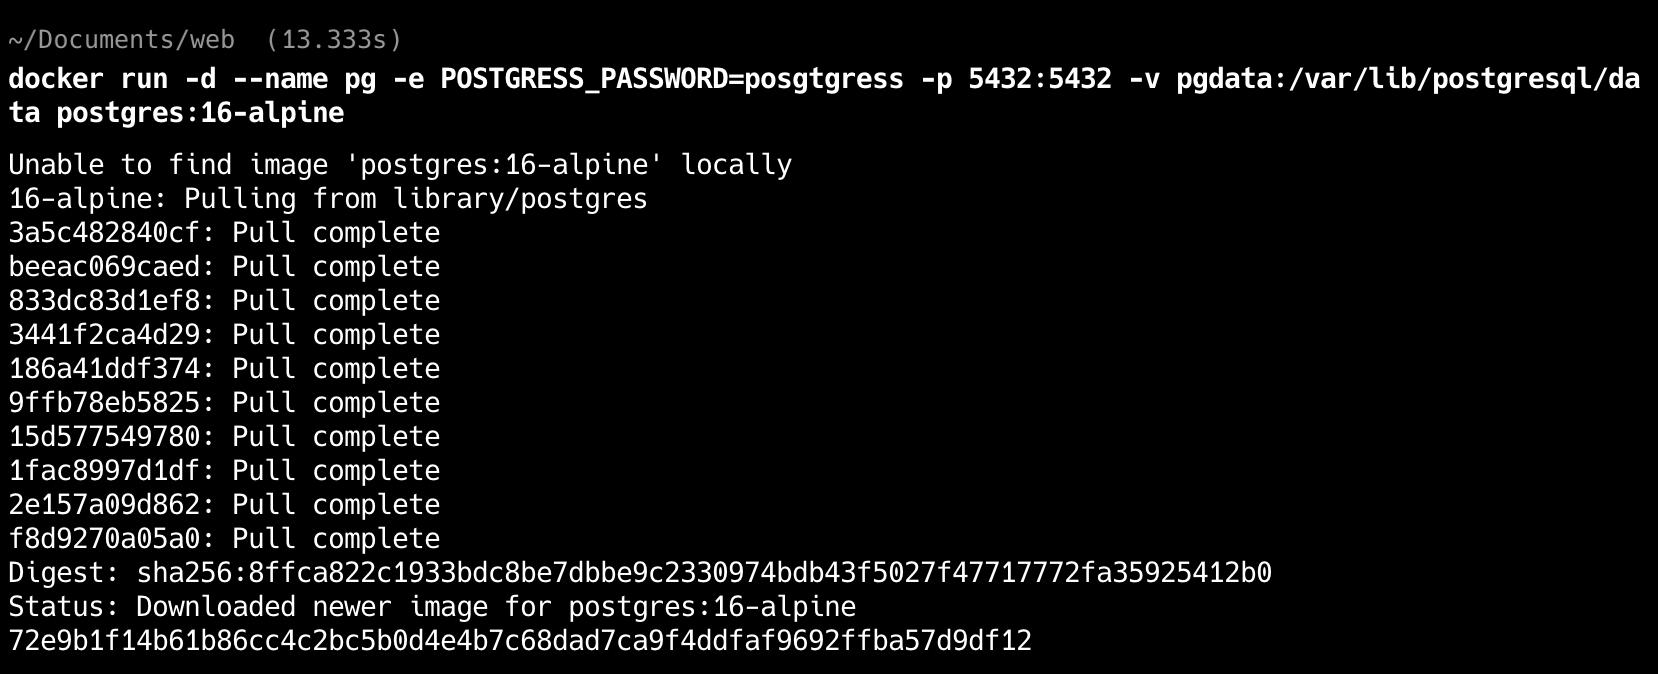 ~/Documents/web  (13.333s)
docker run -d --name pg -e POSTGRESS_PASSWORD=posgtgress -p 5432:5432 -v pgdata:/var/lib/postgresql/da
ta postgres:16-alpine
Unable to find image 'postgres:16-alpine' locally
16-alpine: Pulling from library/postgres
3a5c482840cf: Pull complete
beeac069caed: Pull complete
833dc83d1ef8: Pull complete
3441f2ca4d29: Pull complete
186a41ddf374: Pull complete
9ffb78eb5825: Pull complete
15d577549780: Pull complete
1fac8997d1df: Pull complete
2e157a09d862: Pull complete
f8d9270a05a0: Pull complete
Digest: sha256:8ffca822c1933bdc8be7dbbe9c2330974bdb43f5027f47717772fa35925412b0
Status: Downloaded newer image for postgres:16-alpine
72e9b1f14b61b86cc4c2bc5b0d4e4b7c68dad7ca9f4ddfaf9692ffba57d9df12